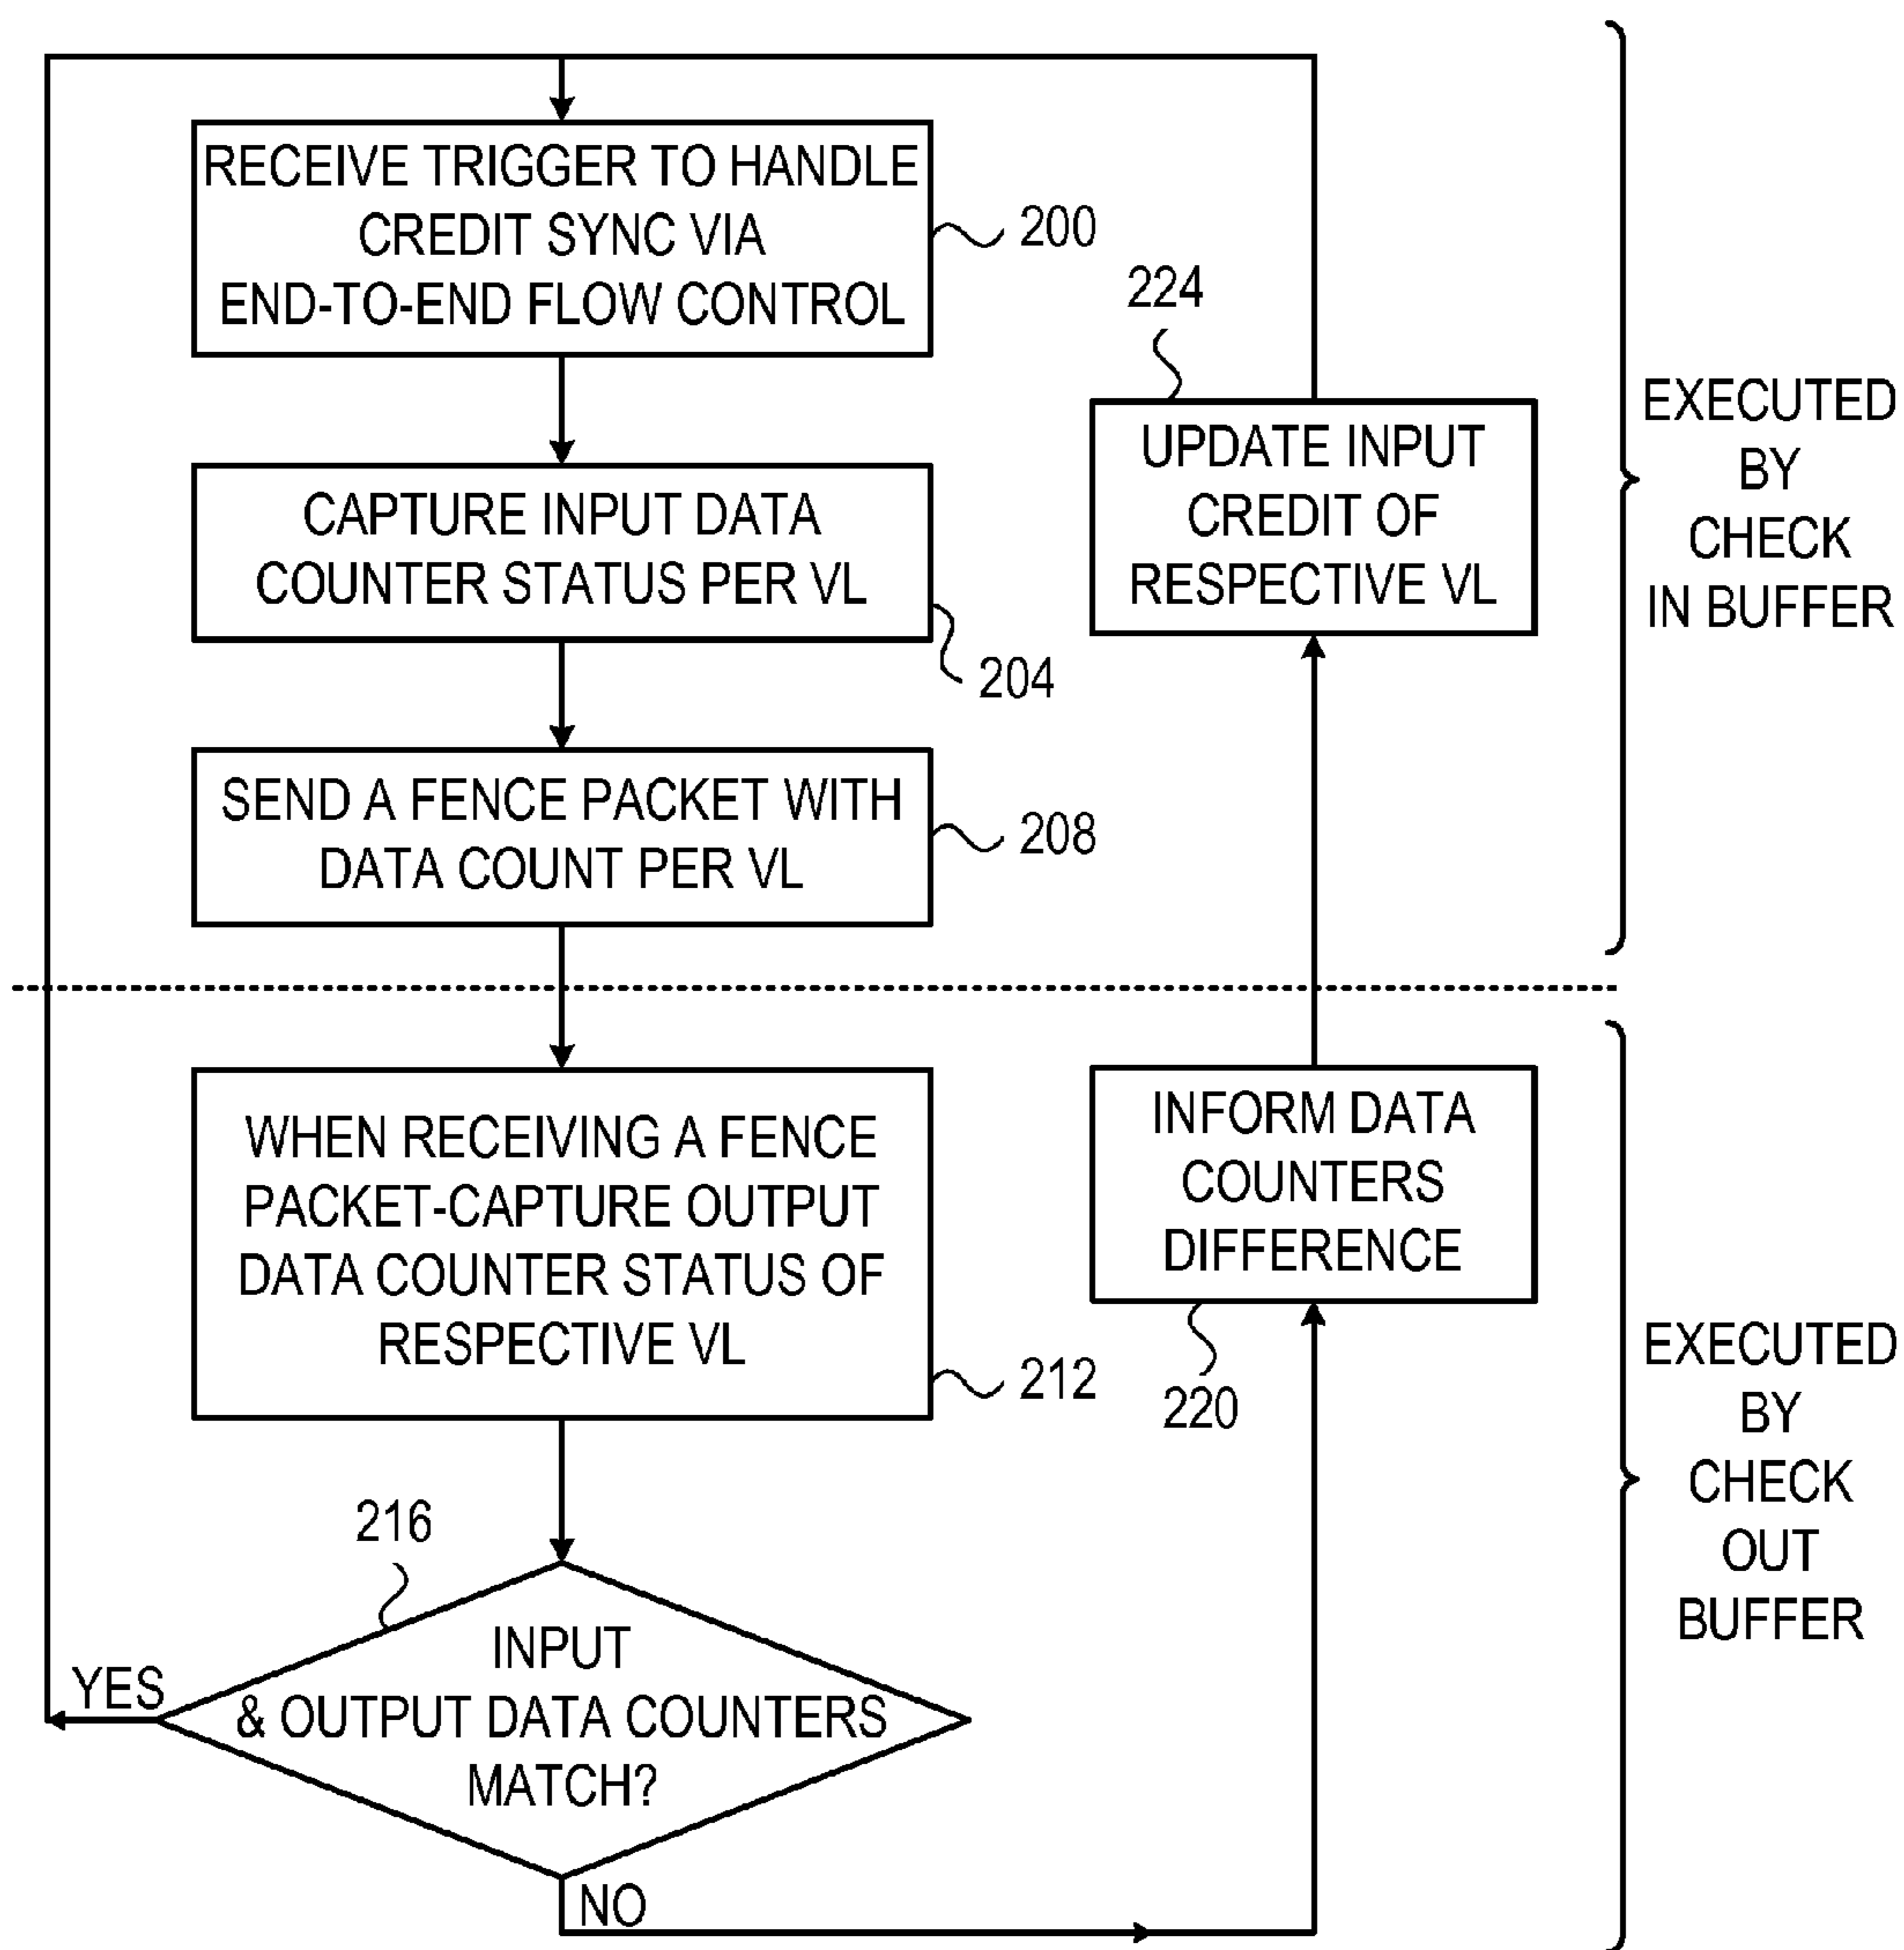 RECEIVE TRIGGER TO HANDLE
CREDIT SYNC VIA
END-TO-END FLOW CONTROL
200
CAPTURE INPUT DATA
COUNTER STATUS PER VL
204
SEND A FENCE PACKET WITH
DATA COUNT PER VL
208
224
UPDATE INPUT
CREDIT OF
RESPECTIVE VL
EXECUTED
BY
CHECK
IN BUFFER
WHEN RECEIVING A FENCE
PACKET-CAPTURE OUTPUT
DATA COUNTER STATUS OF
RESPECTIVE VL
212
INFORM DATA
COUNTERS
DIFFERENCE
220
216
INPUT
& OUTPUT DATA COUNTERS
MATCH?
YES
NO
EXECUTED
BY
CHECK
OUT
BUFFER